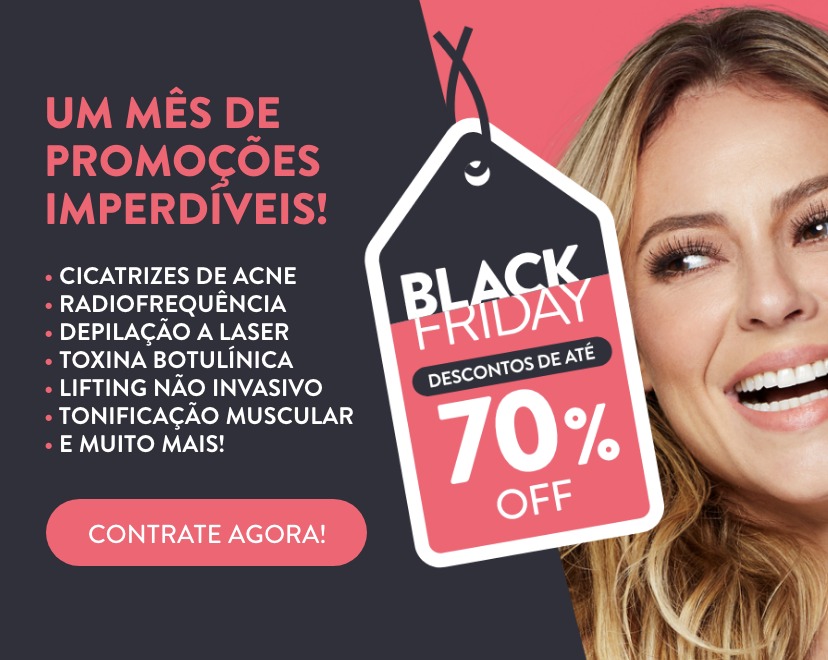 UM MÊS DE
PROMOÇÕES
IMPERDÍVEIS!
• CICATRIZES DE ACNE
• RADIOFREQUÊNCIA
• DEPILAÇÃO A LASER
• TOXINA BOTULÍNICA
• LIFTING NÃO INVASIVO
• TONIFICAÇÃO MUSCULAR
• E MUITO MAIS!
CONTRATE AGORA!
BLACK
FRIDAY
DESCONTOS DE ATÉ
70%
OFF